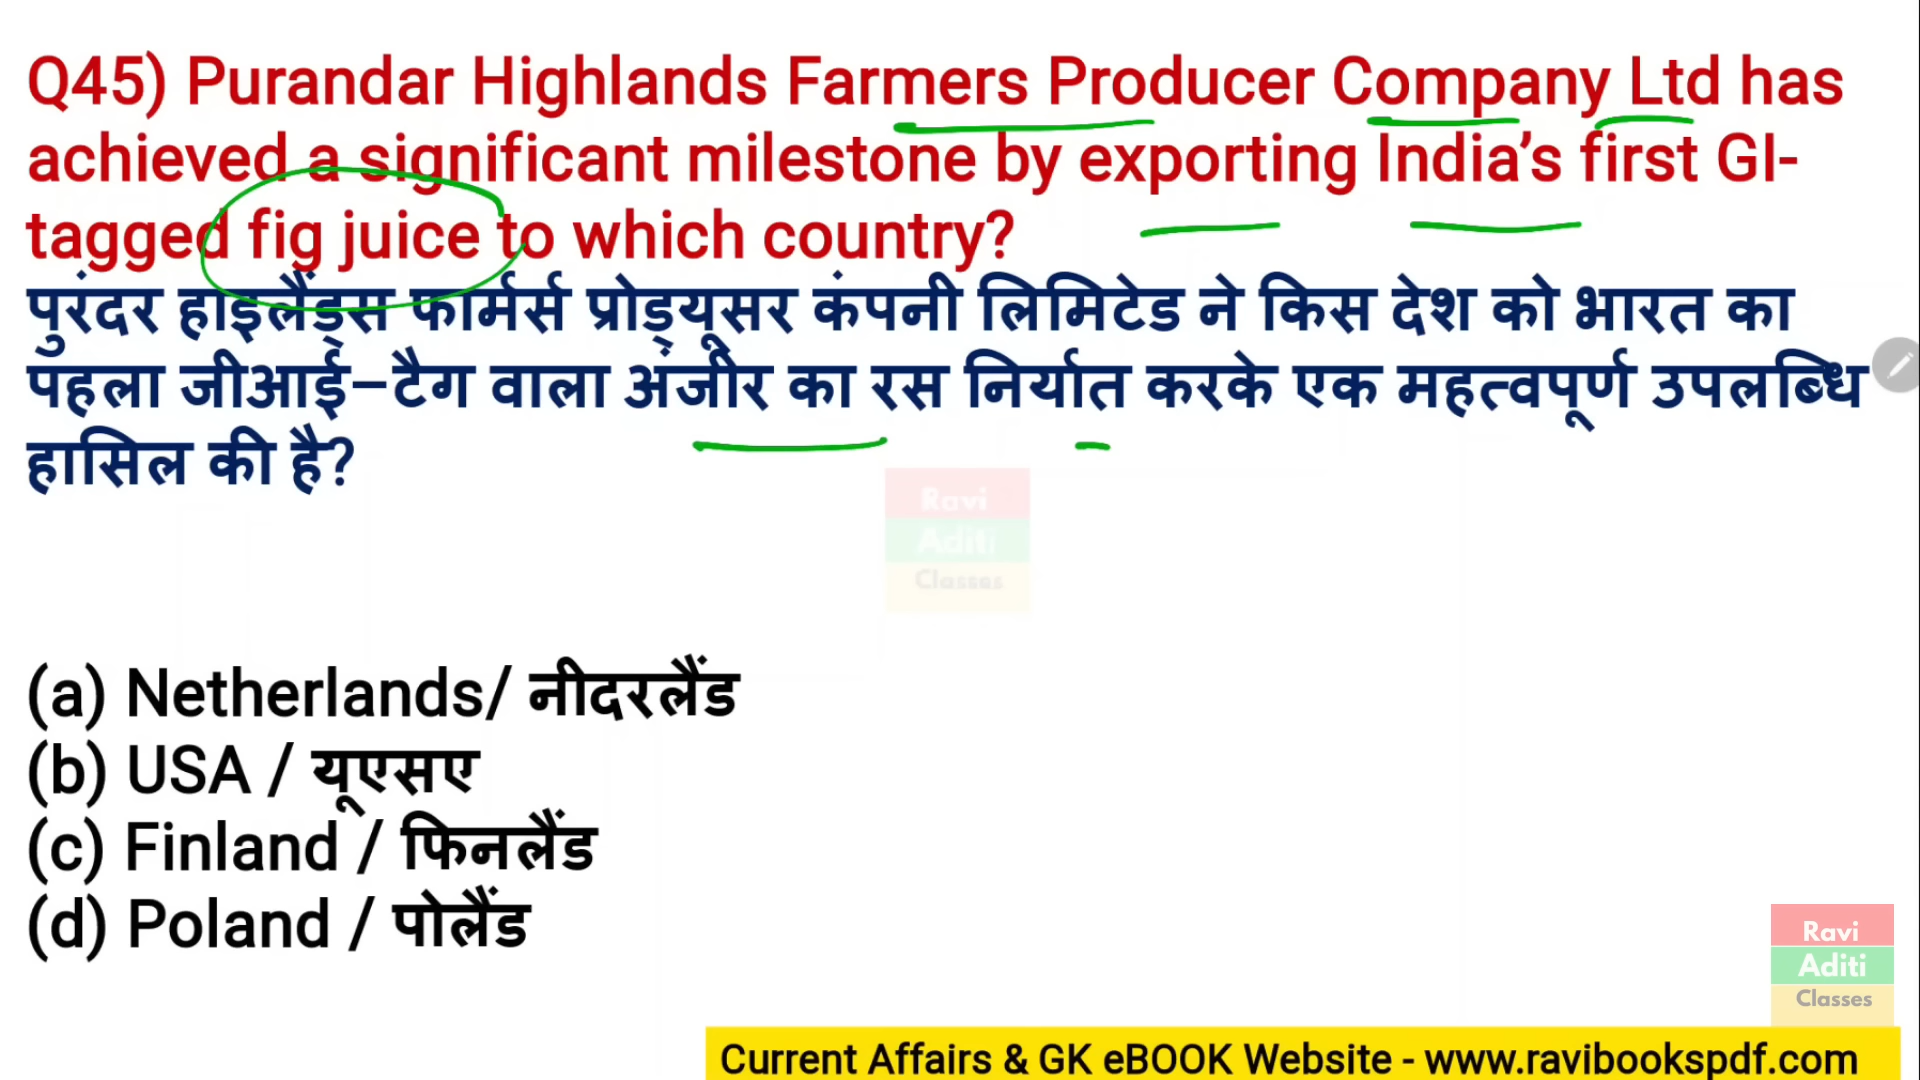 Q45) Purandar Highlands Farmers Producer Company Ltd has
achieved a significant milestone by exporting India’s first GI-
tagged fig juice to which country?
पुरंदर हाइलैंड्स फार्मर्स प्रोड्यूसर कंपनी लिमिटेड ने किस देश को भारत का
पहला जीआई–टैग वाला अंजीर का रस निर्यात करके एक महत्वपूर्ण उपलब्धि
हासिल की है?
Ravi
Aditi
Classes
(a) Netherlands/ नीदरलैंड
(b) USA / यूएसए
(c) Finland / फिनलैंड
(d) Poland / पोलैंड
Ravi
Aditi
Classes
Current Affairs & GK eBOOK Website - www.ravibookspdf.com